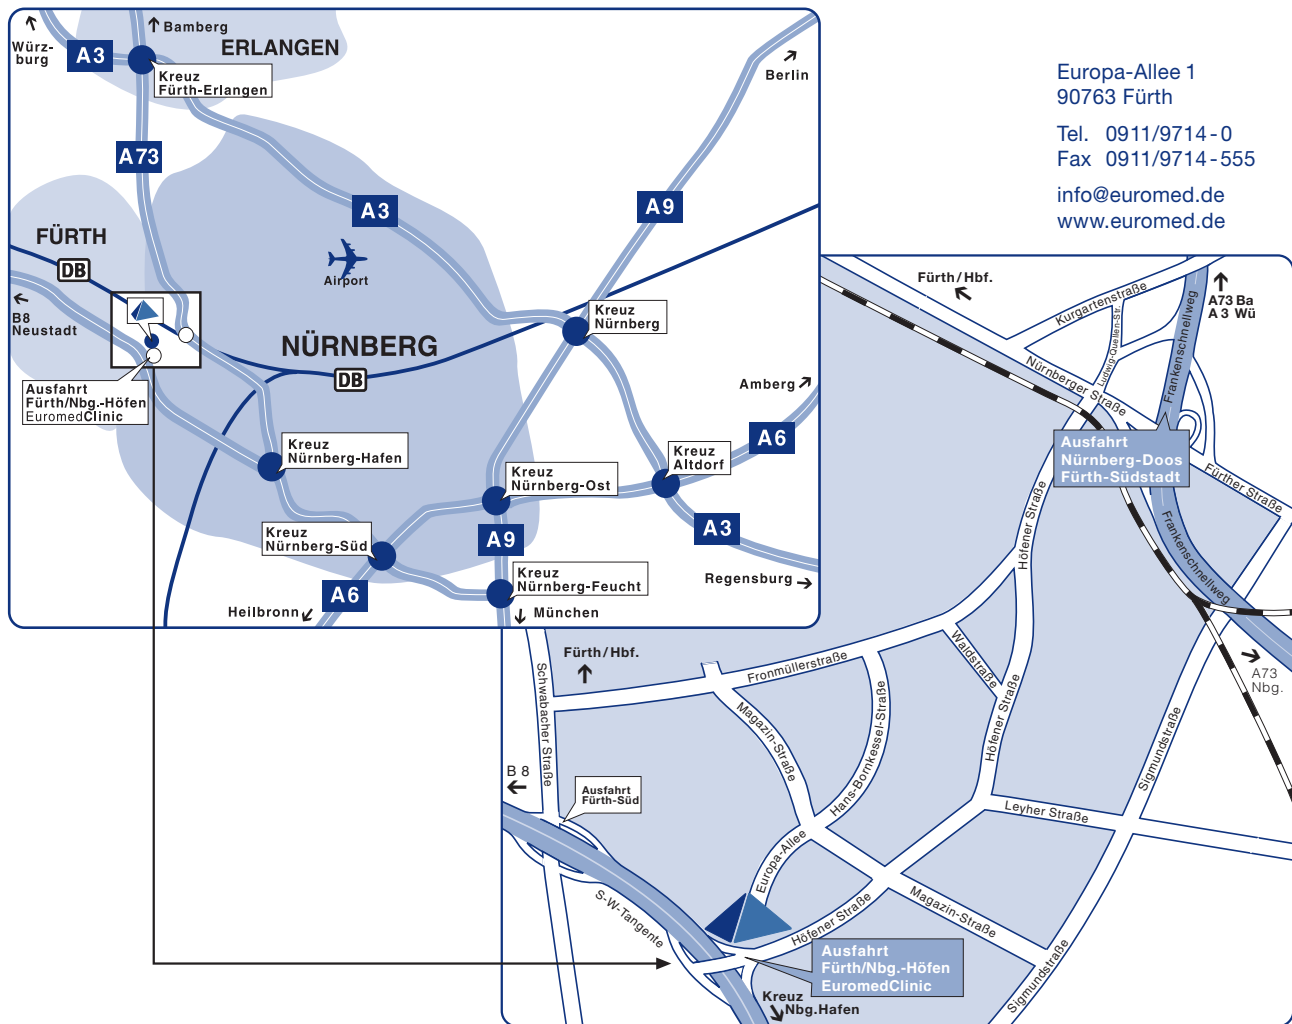 Würz-
burg
A3
Bamberg
ERLANGEN
Kreuz
Fürth-Erlangen
Berlin
A73
A3
A9
FÜRTH
DB
Airport
B8
Neustadt
Kreuz
Nürnberg
NÜRNBERG
DB
Ausfahrt
Fürth/Nbg.-Höfen
EuromedClinic
Amberg
A6
Kreuz
Nürnberg-Hafen
Kreuz
Altdorf
Kreuz
Nürnberg-Ost
Kreuz
Nürnberg-Süd
A9
A3
Kreuz
Nürnberg-Feucht
Regensburg
A6
Heilbronn
München
Europa-Allee 1
90763 Fürth
Tel. 0911/9714-0
Fax 0911/9714-555
info@euromed.de
www.euromed.de
Fürth/Hbf.
Kurgartenstraße
A73 Ba
A 3 Wü
Frankenschnellweg
Ludwig-Quellen-Str.
Nürnberger Straße
Ausfahrt
Nürnberg-Doos
Fürth-Südstadt
Fürther Straße
Höfener Straße
Frankenschnellweg
A73
Nbg.
Fürth/Hbf.
Schwabacher Straße
Fronmüllerstraße
Waldstraße
Magazin-Straße
Hans-Bornkessel-Straße
Höfener Straße
Sigmundstraße
B 8
Ausfahrt
Fürth-Süd
Leyher Straße
Europa-Allee
S-W-Tangente
Höfener Straße
Magazin-Straße
Ausfahrt
Fürth/Nbg.-Höfen
EuromedClinic
Sigmundstraße
Kreuz
Nbg.Hafen